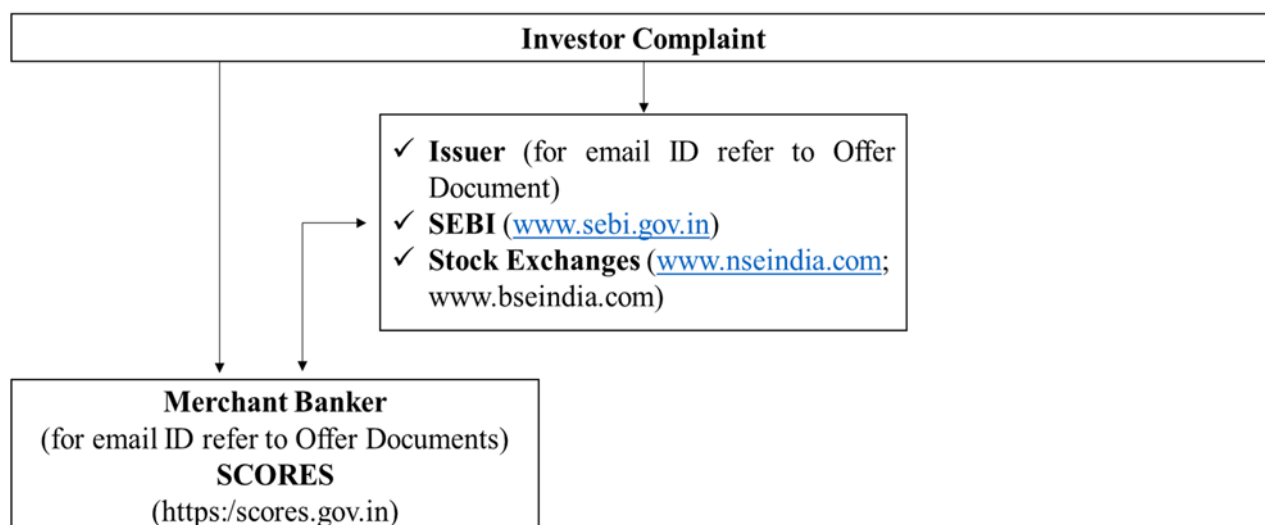 Investor Complaint
✓ Issuer (for email ID refer to Offer
Document)
✓ SEBI (www.sebi.gov.in)
✓ Stock Exchanges (www.nseindia.com;
www.bseindia.com)
Merchant Banker
(for email ID refer to Offer Documents)
SCORES
(https:/scores.gov.in)